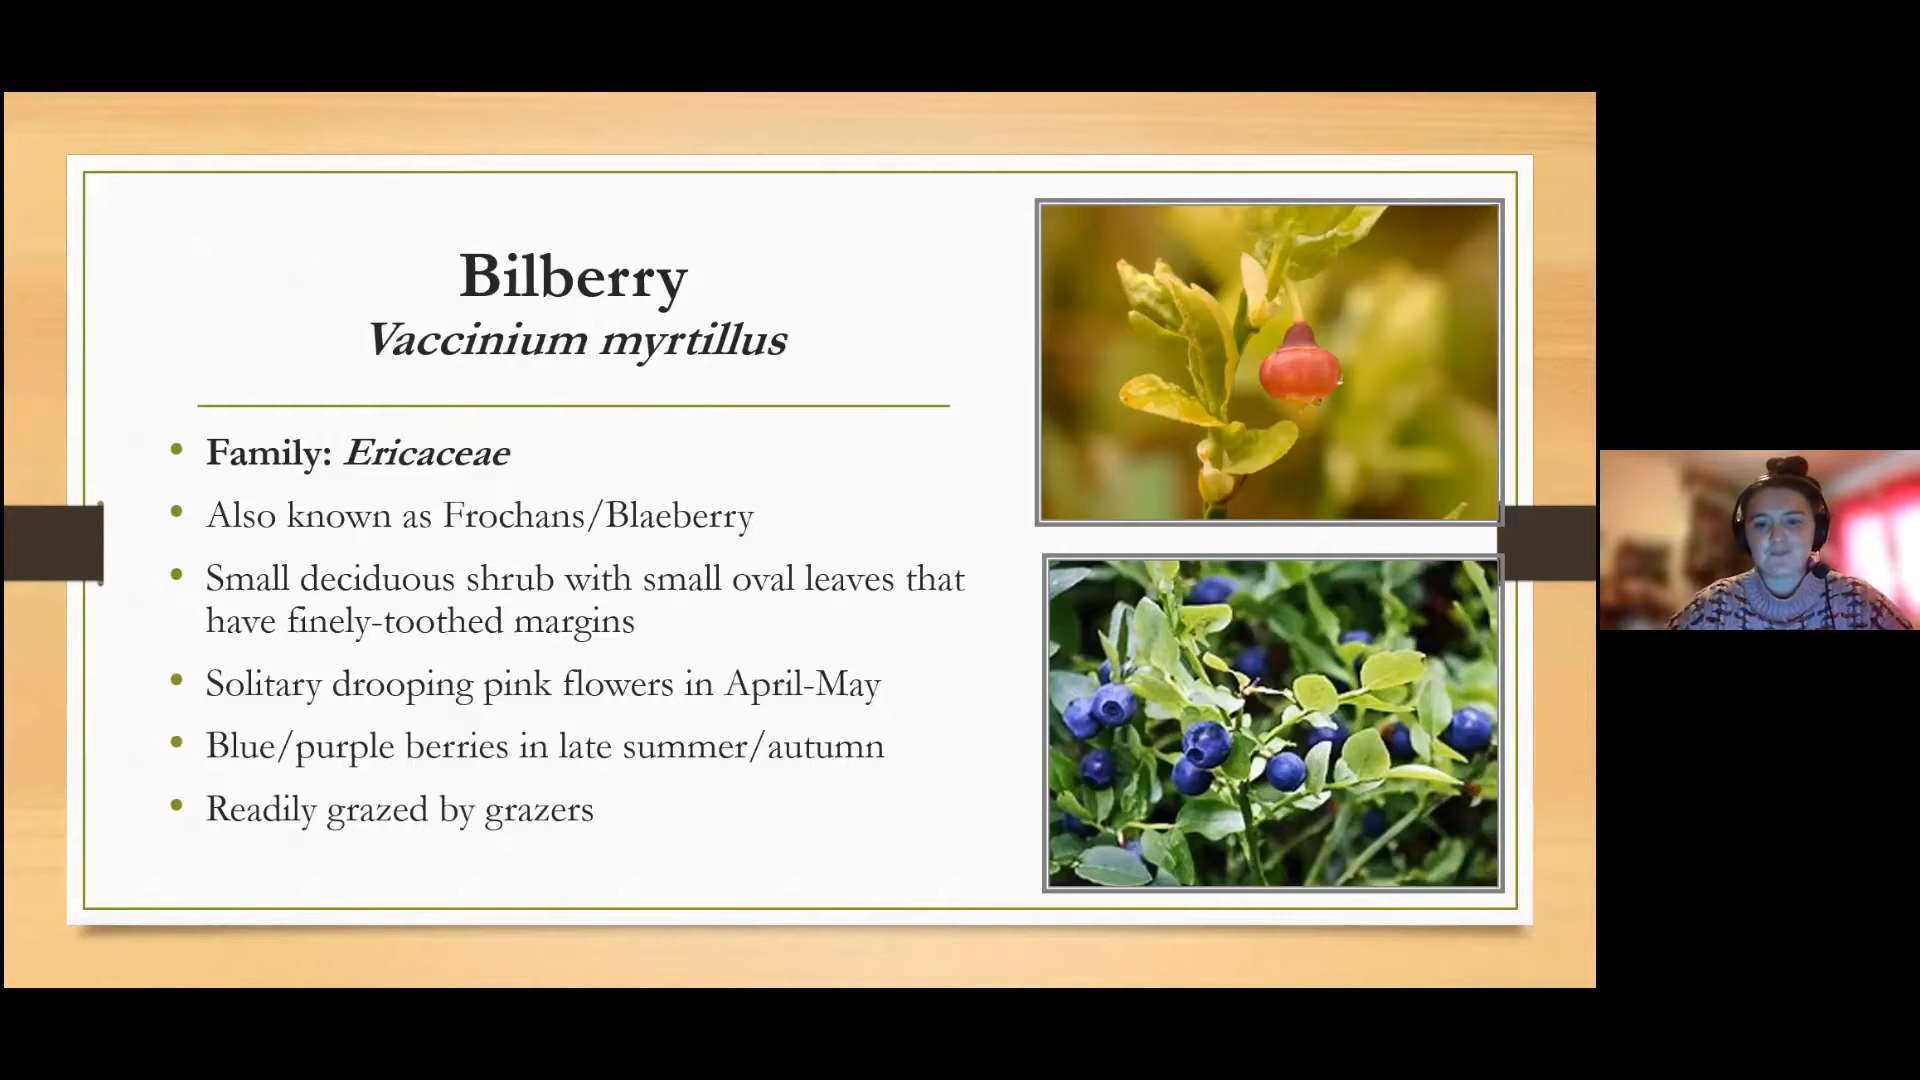 Bilberry
Vaccinium myrtillus
• Family: Ericaceae
• Also known as Frochans/Blaeberry
• Small deciduous shrub with small oval leaves that
have finely-toothed margins
• Solitary drooping pink flowers in April-May
• Blue/purple berries in late summer/autumn
• Readily grazed by grazers